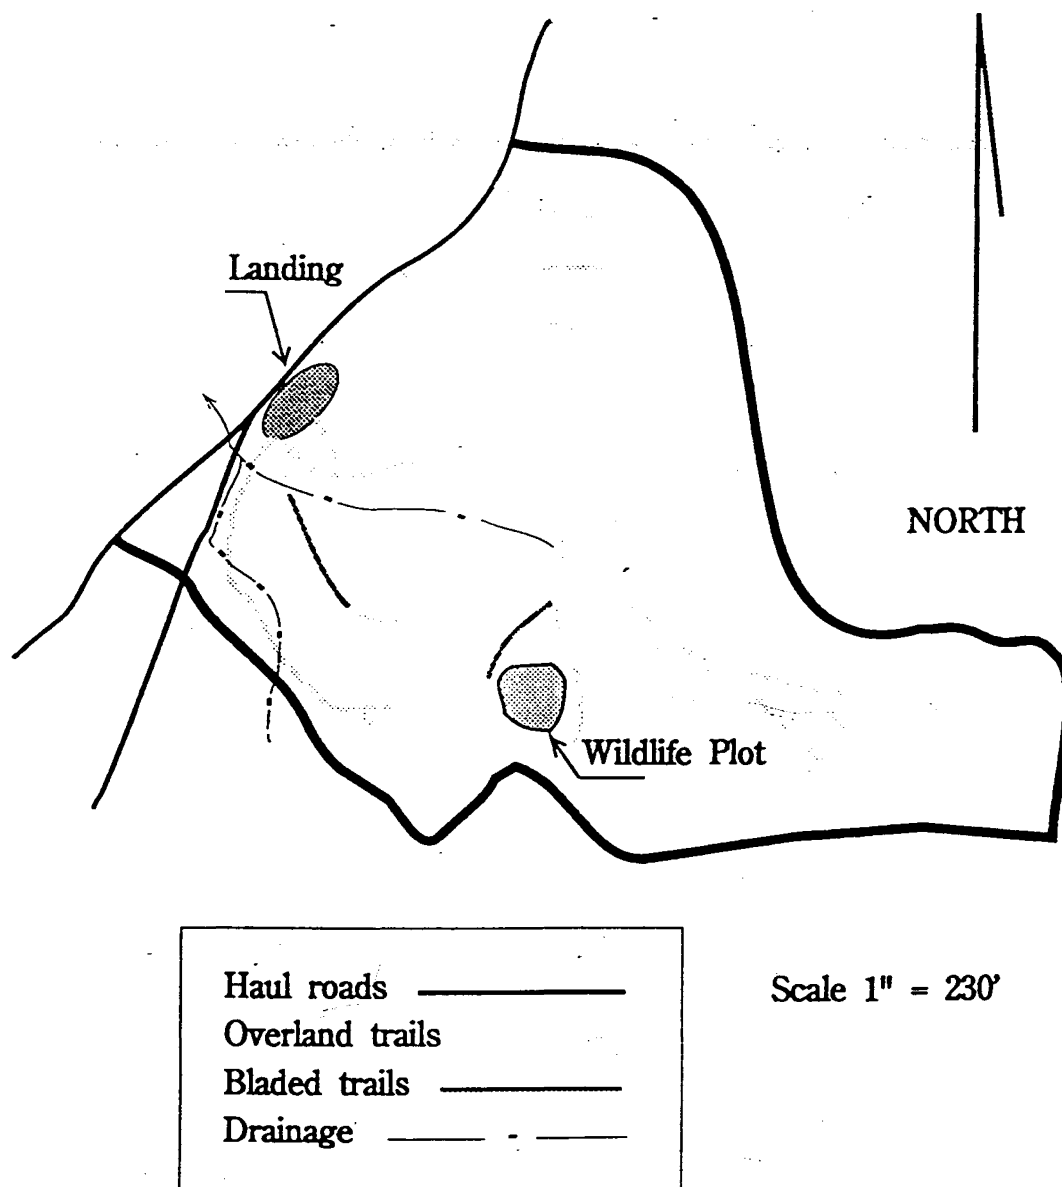 Landing
NORTH
Wildlife Plot
Haul roads
Overland trails
Bladed trails
Drainage
Scale 1" = 230'